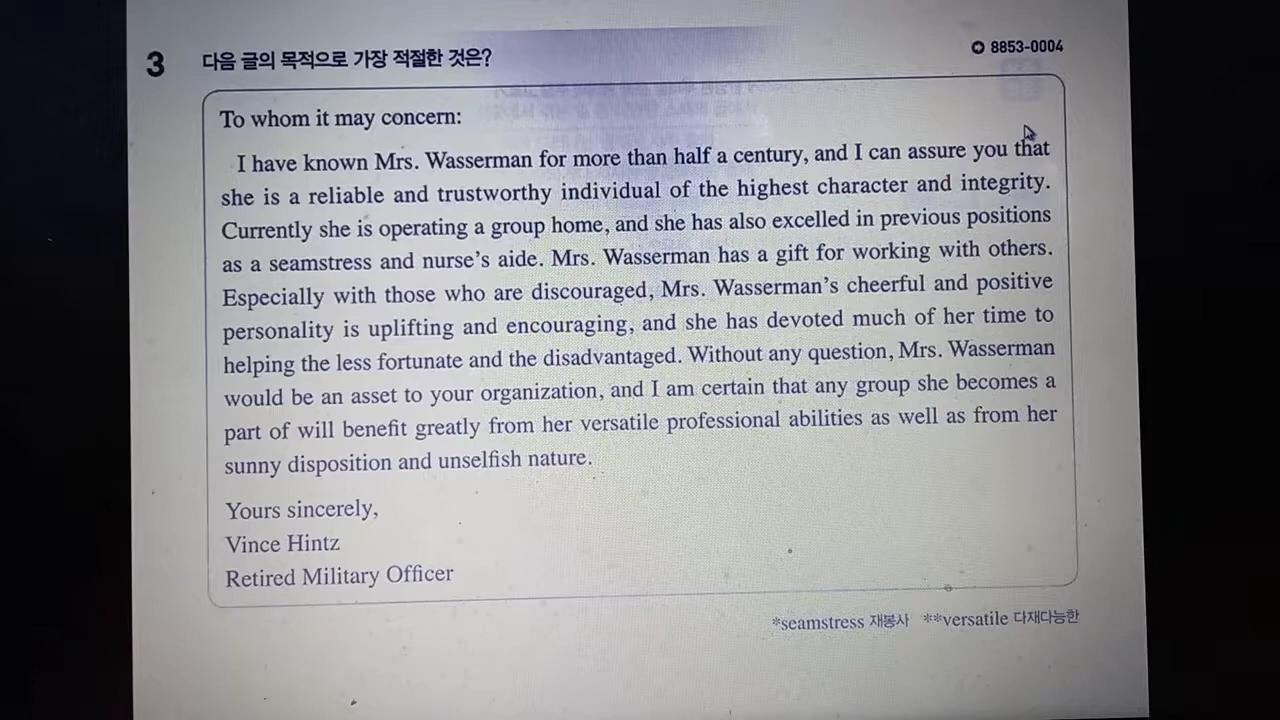 3 다음 글의 목적으로 가장 적절한 것은?
8853-0004
To whom it may concern:
I have known Mrs. Wasserman for more than half a century, and I can assure you that
she is a reliable and trustworthy individual of the highest character and integrity.
Currently she is operating a group home, and she has also excelled in previous positions
as a seamstress and nurse's aide. Mrs. Wasserman has a gift for working with others.
Especially with those who are discouraged, Mrs. Wasserman's cheerful and positive
personality is uplifting and encouraging, and she has devoted much of her time to
helping the less fortunate and the disadvantaged. Without any question, Mrs. Wasserman
would be an asset to your organization, and I am certain that any group she becomes a
part of will benefit greatly from her versatile professional abilities as well as from her
sunny disposition and unselfish nature.
Yours sincerely,
Vince Hintz
Retired Military Officer
*seamstress 재봉사 **versatile 다재다능한